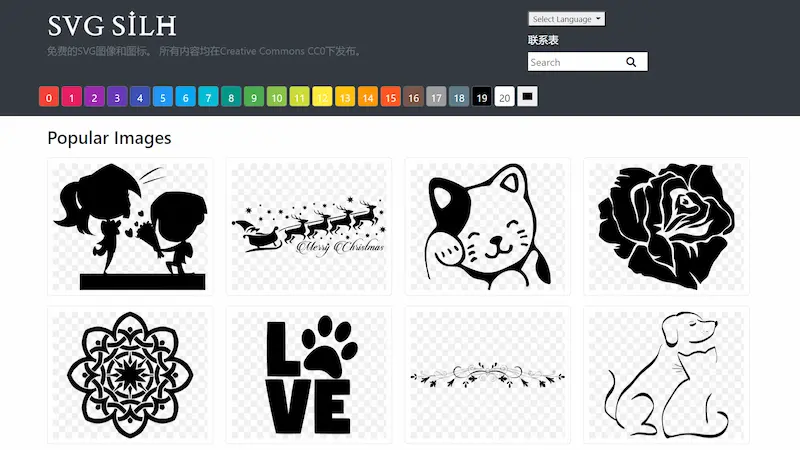 SVG SILH
免费的SVG图像和图标。 所有内容均在Creative Commons CC0下发布。
Select Language
联系表
Search
0 1 2 3 4 5 6 7 8 9 10 11 12 13 14 15 16 17 18 19 20
Popular Images
Merry Christmas
LOVE